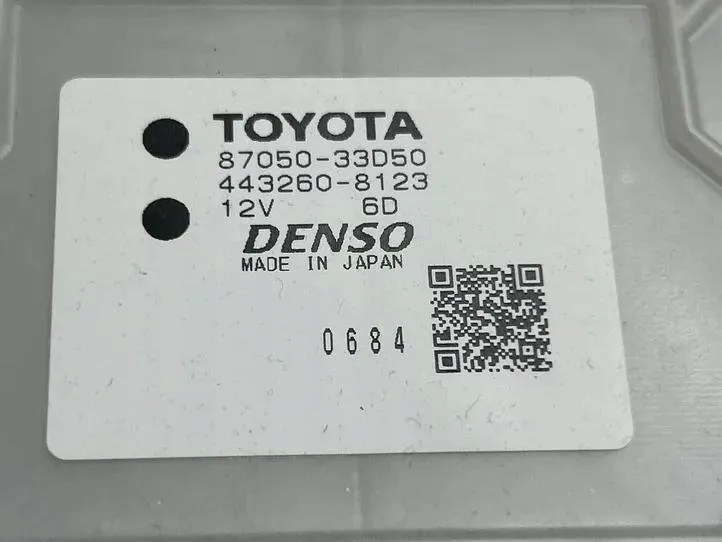 TOYOTA
87050-33D50
443260-8123
12V 6D
DENSO
MADE IN JAPAN
0684